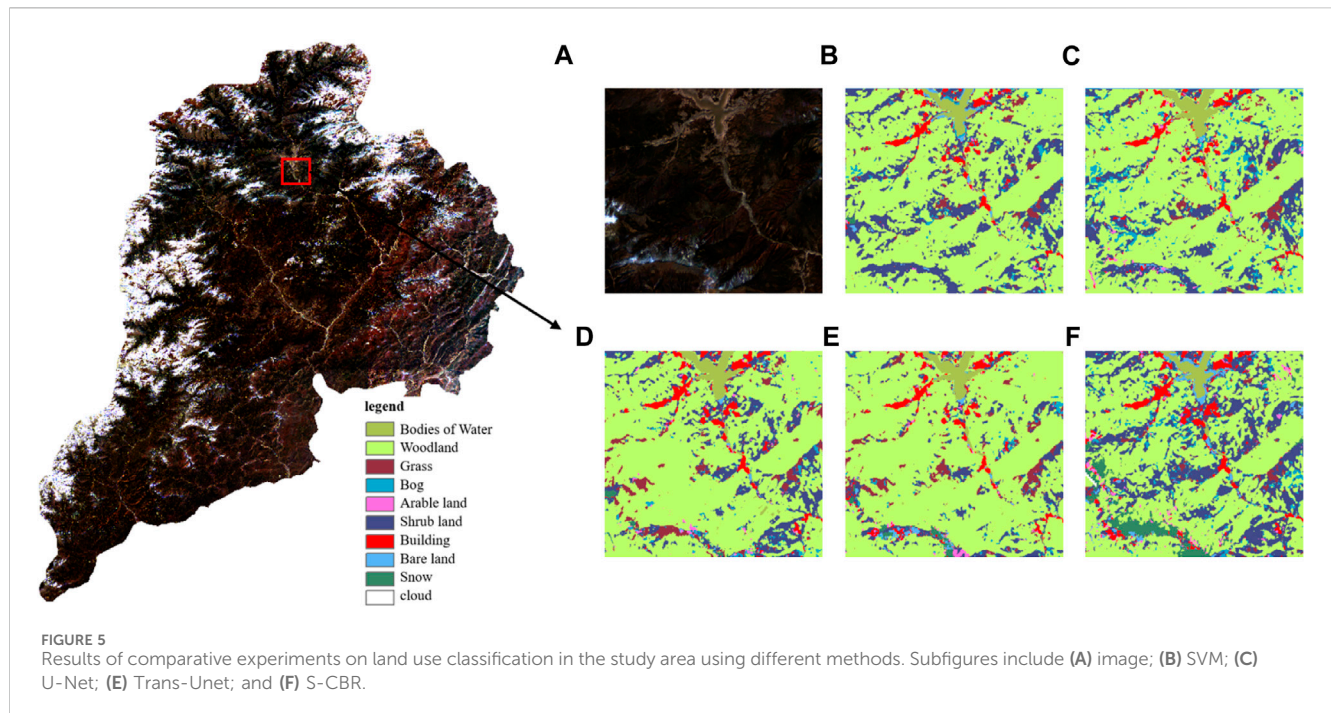 A
B
C
D
E
F
legend
Bodies of Water
Woodland
Grass
Bog
Arable land
Shrub land
Building
Bare land
Snow
cloud
FIGURE 5
Results of comparative experiments on land use classification in the study area using different methods. Subfigures include (A) image; (B) SVM; (C)
U-Net; (E) Trans-Unet; and (F) S-CBR.